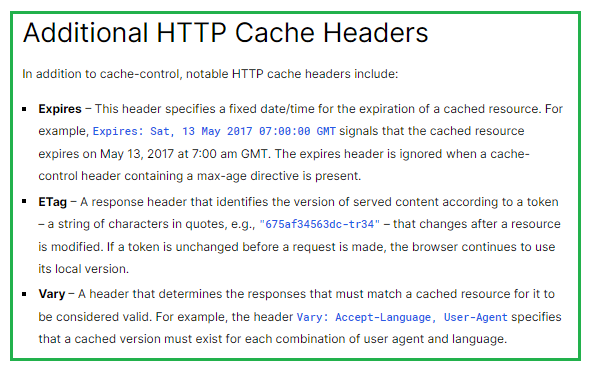 Additional HTTP Cache Headers
In addition to cache-control, notable HTTP cache headers include:
▪ Expires – This header specifies a fixed date/time for the expiration of a cached resource. For
example, Expires: Sat, 13 May 2017 07:00:00 GMT signals that the cached resource
expires on May 13, 2017 at 7:00 am GMT. The expires header is ignored when a cache-
control header containing a max-age directive is present.
▪ ETag – A response header that identifies the version of served content according to a token
– a string of characters in quotes, e.g., "675af34563dc-tr34" – that changes after a resource
is modified. If a token is unchanged before a request is made, the browser continues to use
its local version.
▪ Vary – A header that determines the responses that must match a cached resource for it to
be considered valid. For example, the header Vary: Accept-Language, User-Agent specifies
that a cached version must exist for each combination of user agent and language.